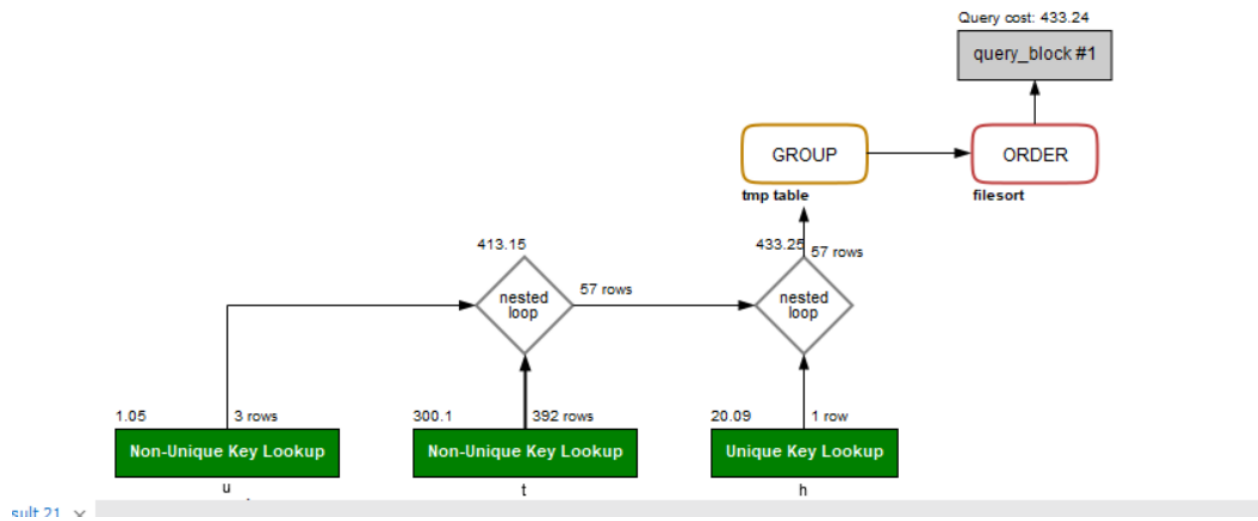 Query cost: 433.24
query_block #1
GROUP
ORDER
tmp table
filesort
413.15
433.25
57 rows
nested
loop
57 rows
nested
loop
1.05
3 rows
300.1
392 rows
20.09
1 row
Non-Unique Key Lookup
Non-Unique Key Lookup
Unique Key Lookup
u
t
h
sult 21